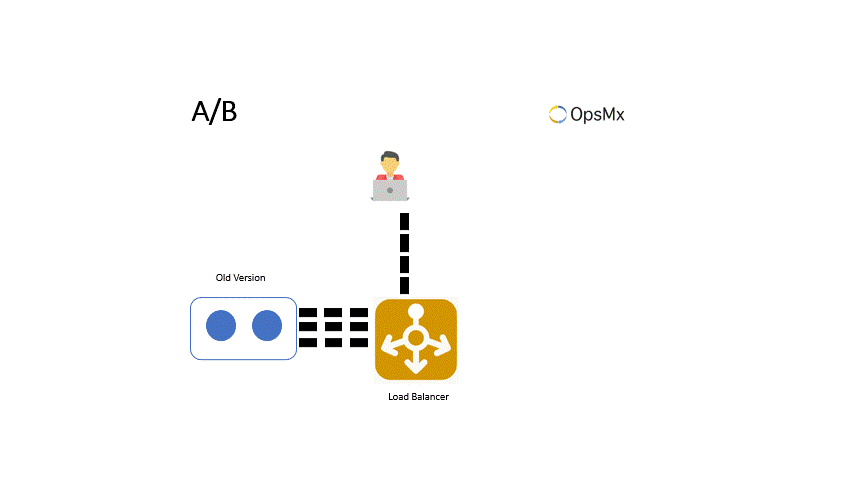 A/B
OpsMx
Old Version
Load Balancer